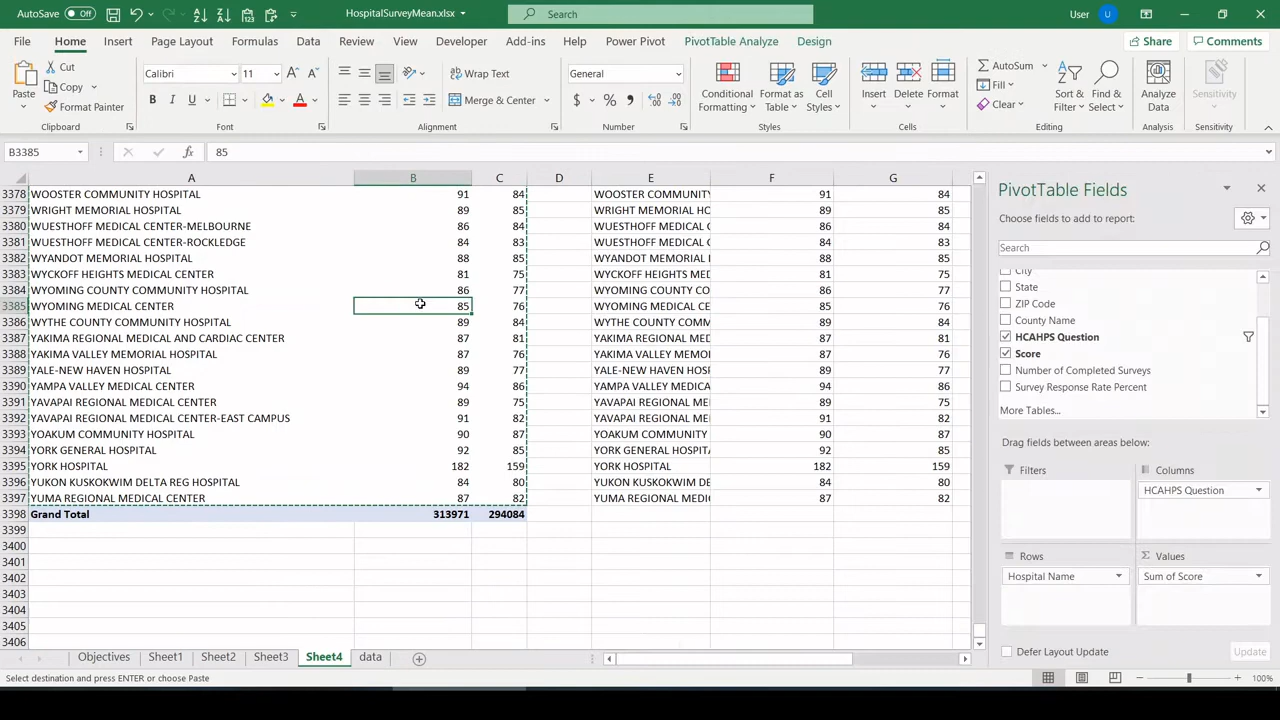 AutoSave Off HospitalSurveyMean.xlsx Search User U
File Home Insert Page Layout Formulas Data Review View Developer Add-ins Help Power Pivot PivotTable Analyze Design Share Comments
Paste Cut Copy Format Painter
Calibri 11 B I U A
Wrap Text Merge & Center
General $ % 9
Conditional Formatting Format as Table Cell Styles
Insert Delete Format
AutoSum Fill Clear Sort & Filter Find & Select
Analyze Data Sensitivity
Clipboard Font Alignment Number Styles Cells Editing Analysis Sensitivity
B3385 fx 85
A B C D E F G
3378 WOOSTER COMMUNITY HOSPITAL 91 84 WOOSTER COMMUNITY 91 84
3379 WRIGHT MEMORIAL HOSPITAL 89 85 WRIGHT MEMORIAL HO 89 85
3380 WUESTHOFF MEDICAL CENTER-MELBOURNE 86 84 WUESTHOFF MEDICAL C 86 84
3381 WUESTHOFF MEDICAL CENTER-ROCKLEDGE 84 83 WUESTHOFF MEDICAL C 84 83
3382 WYANDOT MEMORIAL HOSPITAL 88 85 WYANDOT MEMORIAL 88 85
3383 WYCKOFF HEIGHTS MEDICAL CENTER 81 75 WYCKOFF HEIGHTS MED 81 75
3384 WYOMING COUNTY COMMUNITY HOSPITAL 86 77 WYOMING COUNTY CO 86 77
3385 WYOMING MEDICAL CENTER 85 76 WYOMING MEDICAL CE 85 76
3386 WYTHE COUNTY COMMUNITY HOSPITAL 89 84 WYTHE COUNTY COMM 89 84
3387 YAKIMA REGIONAL MEDICAL AND CARDIAC CENTER 87 81 YAKIMA REGIONAL MED 87 81
3388 YAKIMA VALLEY MEMORIAL HOSPITAL 87 76 YAKIMA VALLEY MEMO 87 76
3389 YALE-NEW HAVEN HOSPITAL 89 77 YALE-NEW HAVEN HOSP 89 77
3390 YAMPA VALLEY MEDICAL CENTER 94 86 YAMPA VALLEY MEDICA 94 86
3391 YAVAPAI REGIONAL MEDICAL CENTER 89 75 YAVAPAI REGIONAL ME 89 75
3392 YAVAPAI REGIONAL MEDICAL CENTER-EAST CAMPUS 91 82 YAVAPAI REGIONAL ME 91 82
3393 YOAKUM COMMUNITY HOSPITAL 90 87 YOAKUM COMMUNITY 90 87
3394 YORK GENERAL HOSPITAL 92 85 YORK GENERAL HOSPITA 92 85
3395 YORK HOSPITAL 182 159 YORK HOSPITAL 182 159
3396 YUKON KUSKOKWIM DELTA REG HOSPITAL 84 80 YUKON KUSKOKWIM DE 84 80
3397 YUMA REGIONAL MEDICAL CENTER 87 82 YUMA REGIONAL MEDI 87 82
3398 Grand Total 313971 294084
3399
3400
3401
3402
3403
3404
3405
3406
PivotTable Fields
Choose fields to add to report:
Search
City
State
ZIP Code
County Name
HCAHPS Question
Score
Number of Completed Surveys
Survey Response Rate Percent
More Tables...
Drag fields between areas below:
Filters Columns
HCAHPS Question
Rows Values
Hospital Name Sum of Score
Defer Layout Update Update
Objectives Sheet1 Sheet2 Sheet3 Sheet4 data
Select destination and press ENTER or choose Paste 100%